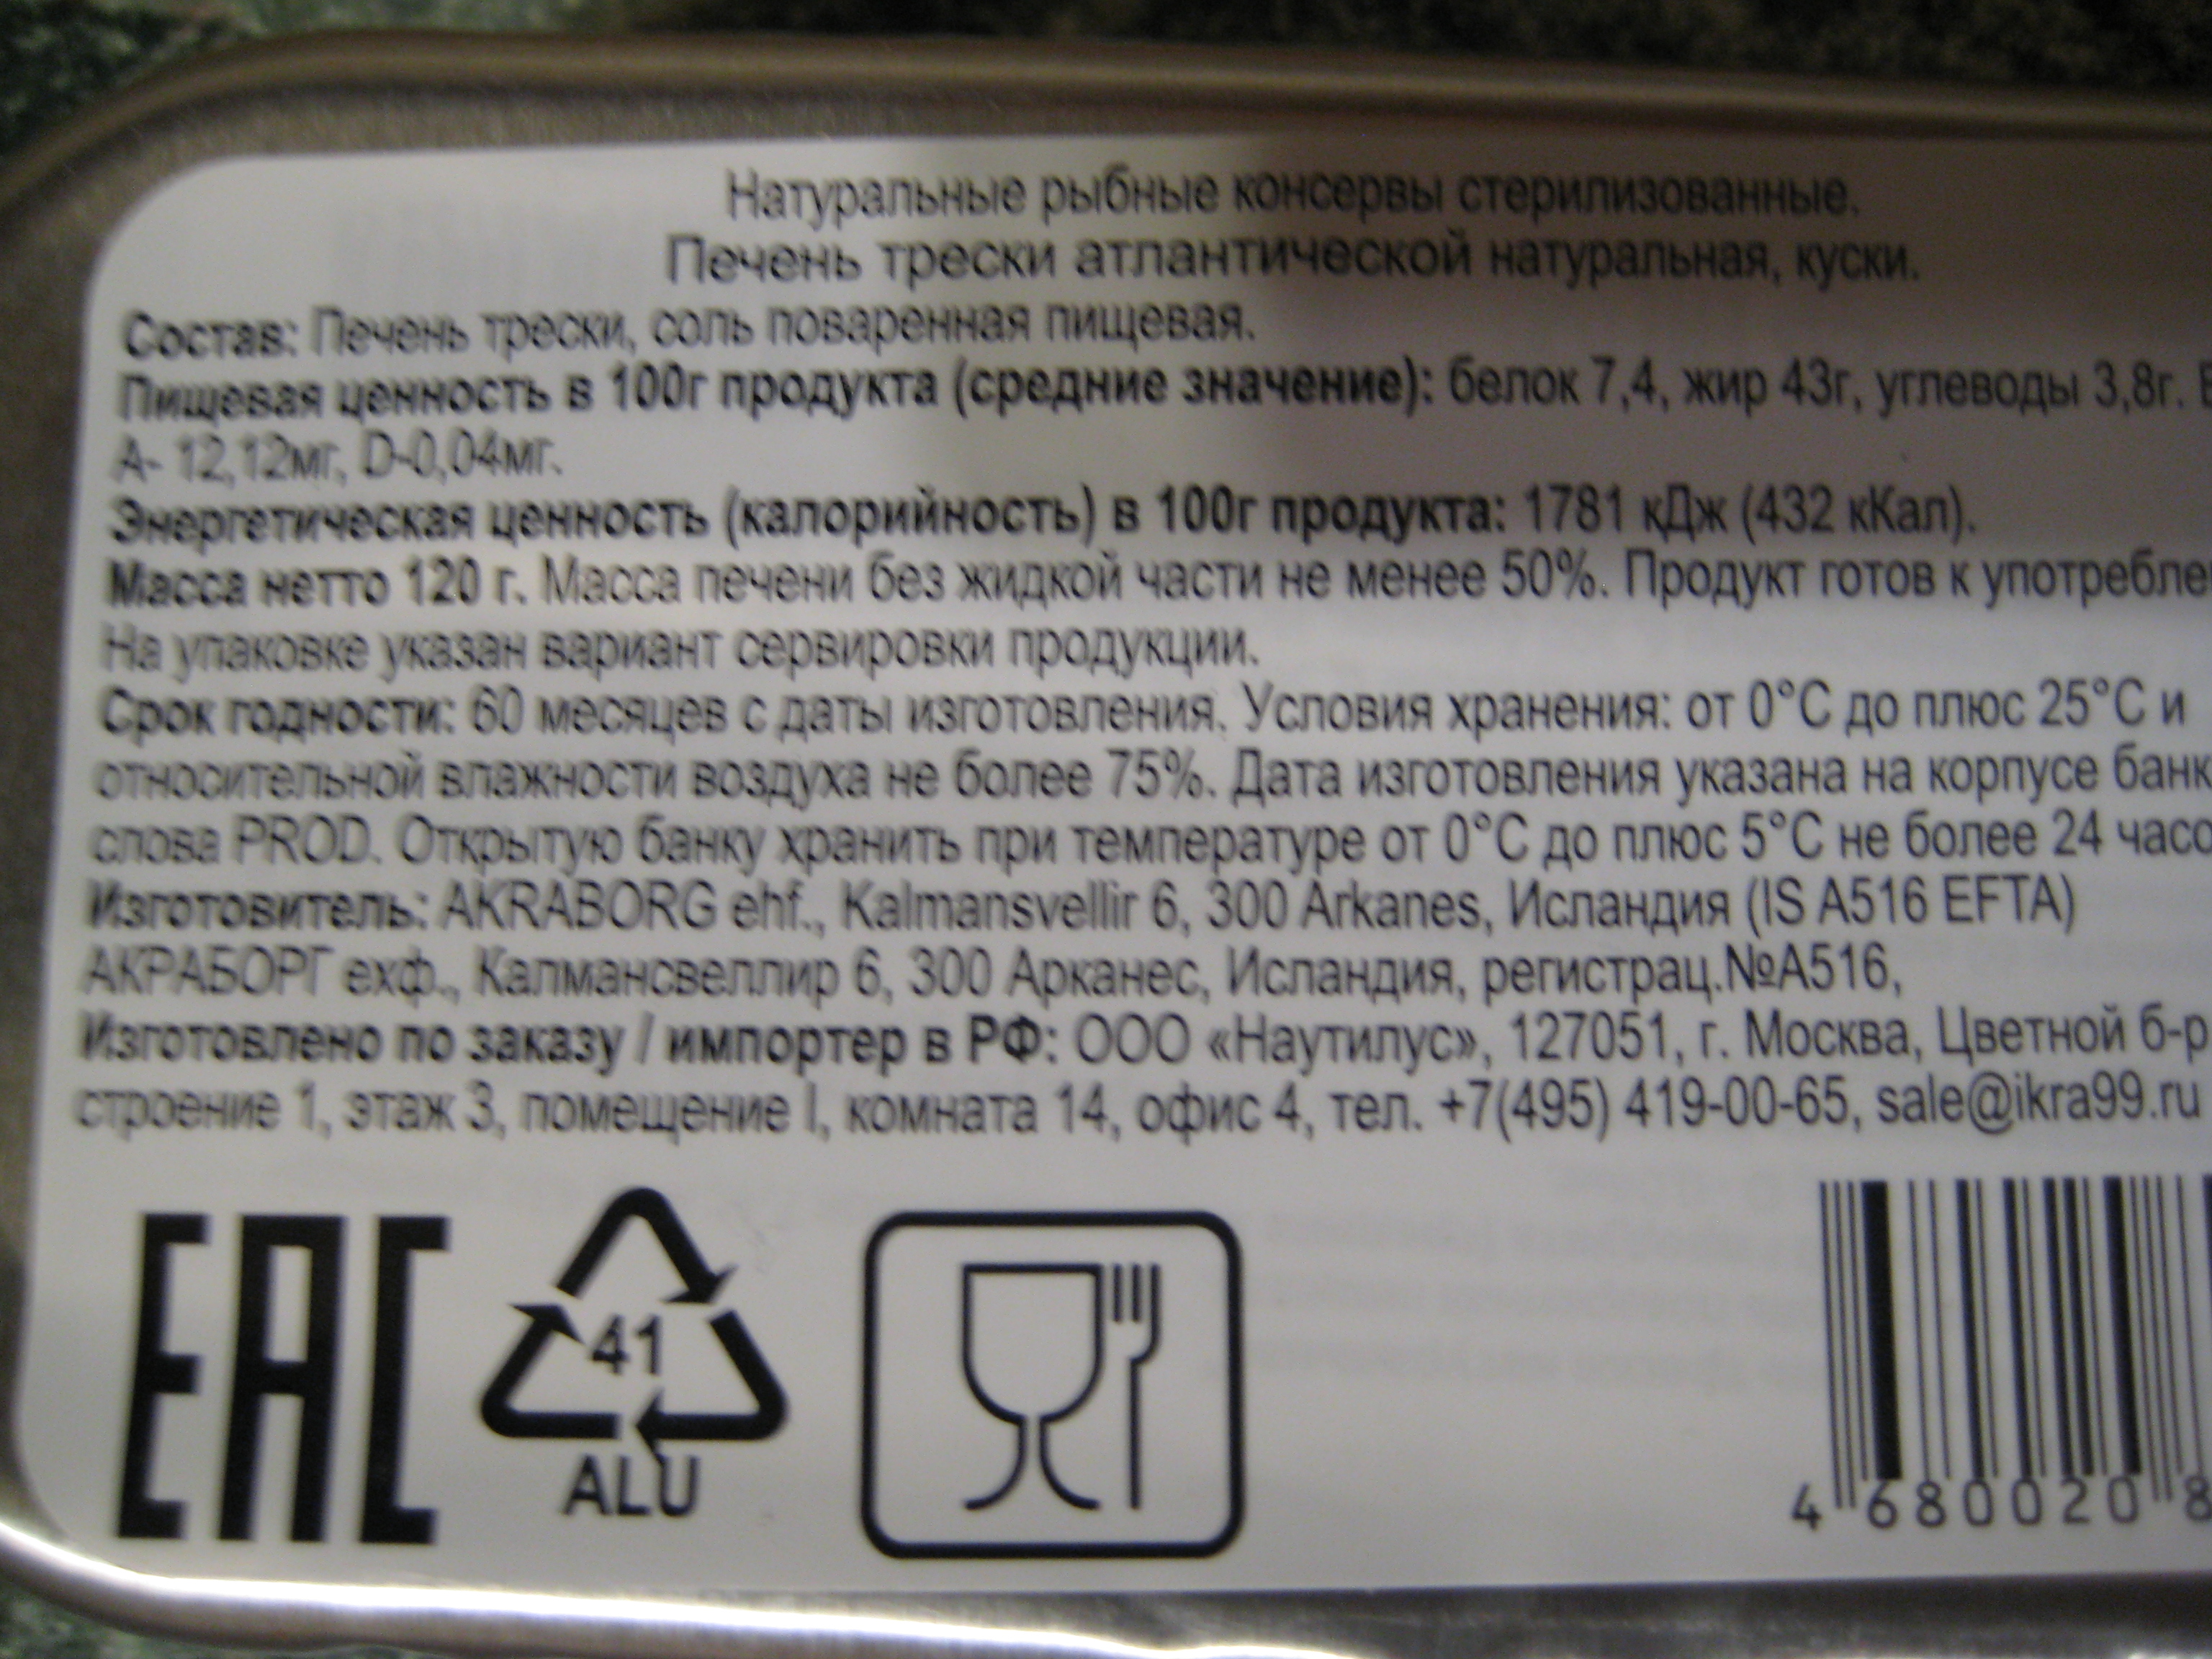 Натуральные рыбные консервы стерилизованные.
Печень трески атлантической натуральная, куски.
Состав: Печень трески, соль поваренная пищевая.
Пищевая ценность в 100г продукта (средние значение): белок 7,4, жир 43г, углеводы 3,8г.
А- 12,12мг, D-0,04мг.
Энергетическая ценность (калорийность) в 100г продукта: 1781 кДж (432 кКал).
Масса нетто 120 г. Масса печени без жидкой части не менее 50%. Продукт готов к употребле
На упаковке указан вариант сервировки продукции.
Срок годности: 60 месяцев с даты изготовления. Условия хранения: от 0°С до плюс 25°С и
относительной влажности воздуха не более 75%. Дата изготовления указана на корпусе банк
слова PROD. Открытую банку хранить при температуре от 0°С до плюс 5°С не более 24 часо
Изготовитель: AKRABORG ehf., Kalmansvellir 6, 300 Arkanes, Исландия (IS A516 EFTA)
АКРАБОРГ ехф., Калмансвеллир 6, 300 Арканес, Исландия, регистрац.№А516,
Изготовлено по заказу / импортер в РФ: ООО «Наутилус», 127051, г. Москва, Цветной б-р
строение 1, этаж 3, помещение I, комната 14, офис 4, тел. +7(495) 419-00-65, sale@ikra99.ru
EAC
41
ALU
4 680020 8